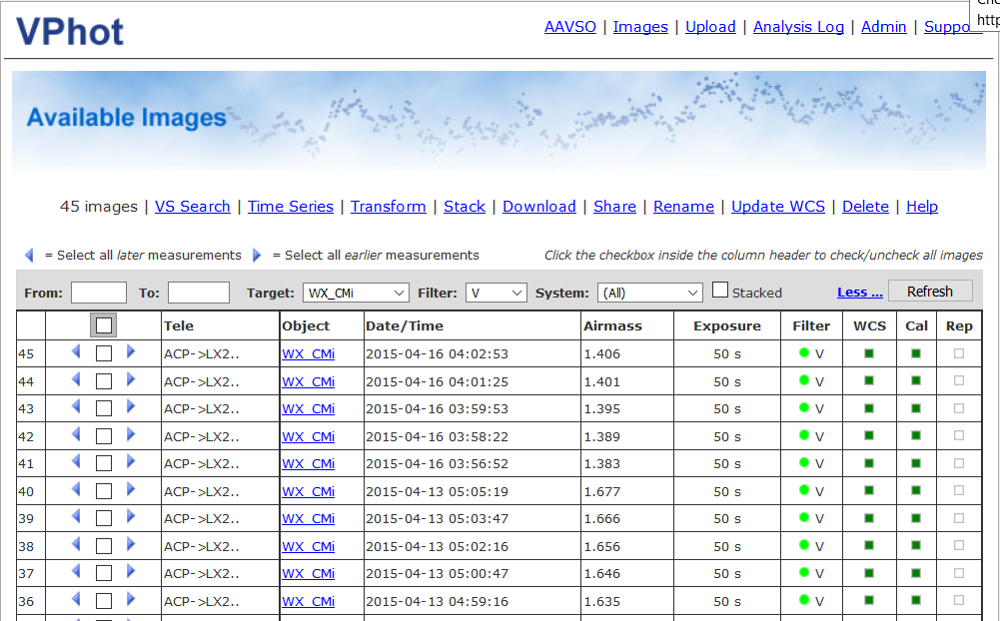 VPhot
AAVSO | Images | Upload | Analysis Log | Admin |
Available Images
45 images | VS Search | Time Series | Transform | Stack | Download | Share | Rename | Update WCS | Delete | Help
= Select all later measurements = Select all earlier measurements Click the checkbox inside the column header to check/uncheck all images
From: To: Target: WX_CMi Filter: V System: (All) Stacked Less ... Refresh
Tele Object Date/Time Airmass Exposure Filter WCS Cal Rep
45 ACP->LX2.. WX_CMi 2015-04-16 04:02:53 1.406 50 s V
44 ACP->LX2.. WX_CMi 2015-04-16 04:01:25 1.401 50 s V
43 ACP->LX2.. WX_CMi 2015-04-16 03:59:53 1.395 50 s V
42 ACP->LX2.. WX_CMi 2015-04-16 03:58:22 1.389 50 s V
41 ACP->LX2.. WX_CMi 2015-04-16 03:56:52 1.383 50 s V
40 ACP->LX2.. WX_CMi 2015-04-13 05:05:19 1.677 50 s V
39 ACP->LX2.. WX_CMi 2015-04-13 05:03:47 1.666 50 s V
38 ACP->LX2.. WX_CMi 2015-04-13 05:02:16 1.656 50 s V
37 ACP->LX2.. WX_CMi 2015-04-13 05:00:47 1.646 50 s V
36 ACP->LX2.. WX_CMi 2015-04-13 04:59:16 1.635 50 s V